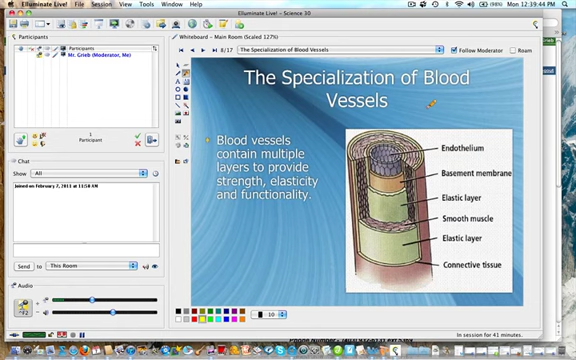 Elluminate Live! File Session View Tools Window Help (98%) Mon 12:39:44 PM
Elluminate Live! - Science 30
Participants
Participants
Mr. Grieb (Moderator, Me)
1
Participant
Chat
Show All
Joined on February 7, 2011 at 11:58 AM
Send to This Room
Audio
Whiteboard - Main Room (Scaled 127%)
8/17 The Specialization of Blood Vessels Follow Moderator Roam
The Specialization of Blood
Vessels
Blood vessels
contain multiple
layers to provide
strength, elasticity
and functionality.
Endothelium
Basement membrane
Elastic layer
Smooth muscle
Elastic layer
Connective tissue
10
In session for 41 minutes.